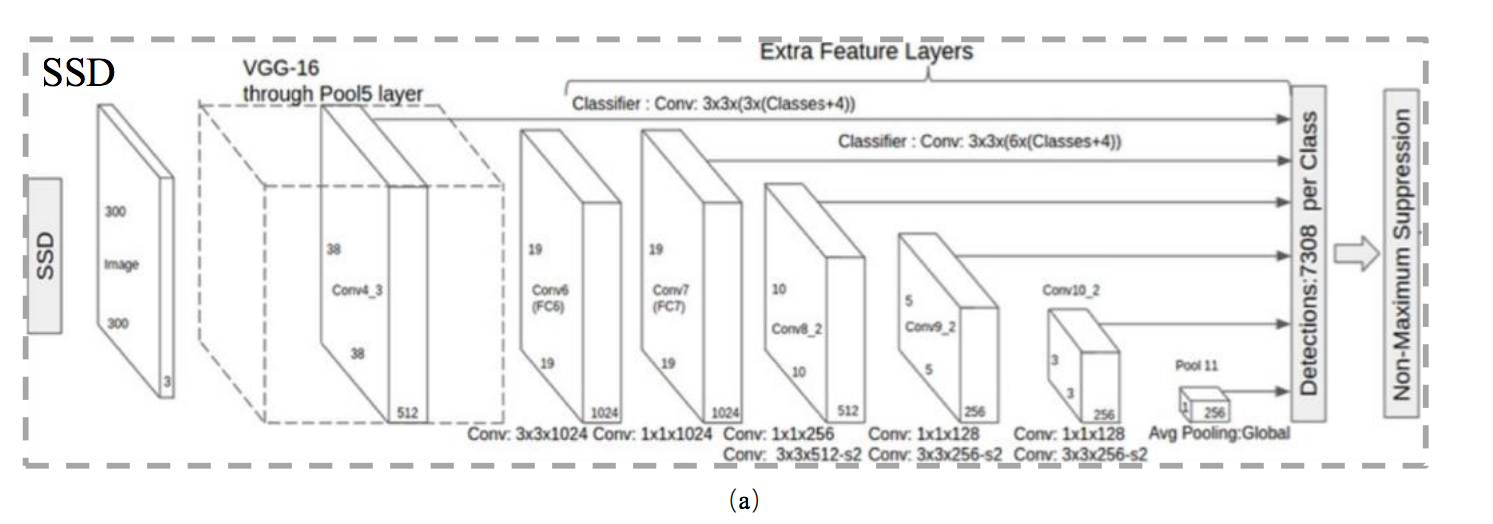 SSD
VGG-16
through Pool5 layer
Extra Feature Layers
Classifier : Conv: 3x3x(3x(Classes+4))
Classifier : Conv: 3x3x(6x(Classes+4))
SSD
300
Image
300
3
38
Conv4_3
38
512
19
Conv6
(FC6)
19
1024
19
Conv7
(FC7)
19
1024
10
Conv8_2
10
512
5
Conv9_2
5
256
Conv10_2
3
3
256
Pool 11
1
256
Conv: 3x3x1024
Conv: 1x1x1024
Conv: 1x1x256
Conv: 3x3x512-s2
Conv: 1x1x128
Conv: 3x3x256-s2
Conv: 1x1x128
Conv: 3x3x256-s2
Avg Pooling:Global
Detections:7308 per Class
Non-Maximum Suppression
(a)